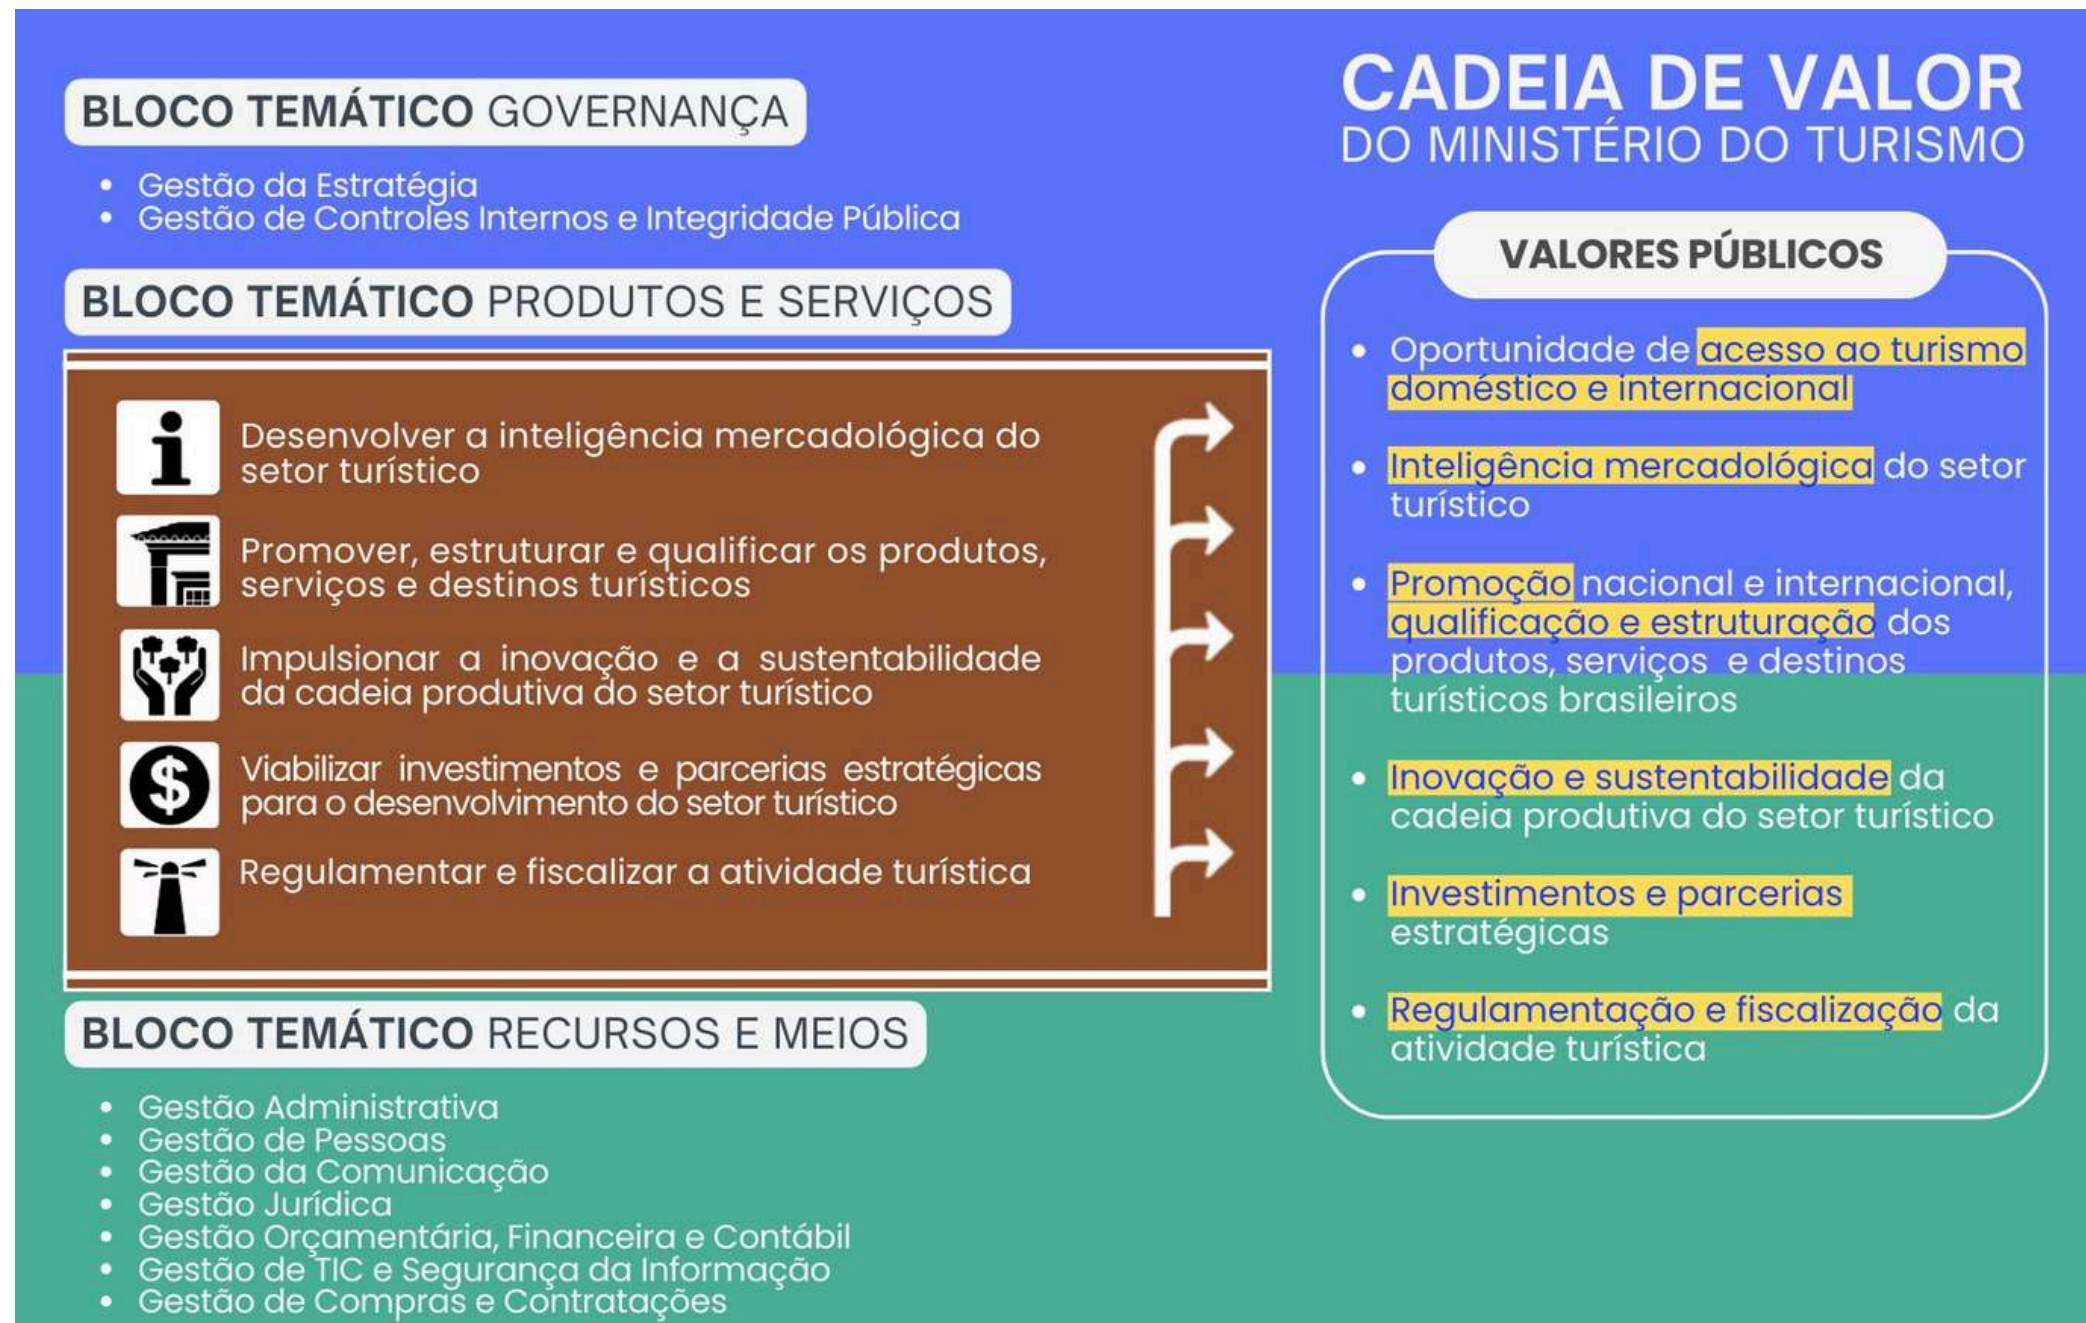 BLOCO TEMÁTICO GOVERNANÇA
• Gestão da Estratégia
• Gestão de Controles Internos e Integridade Pública
BLOCO TEMÁTICO PRODUTOS E SERVIÇOS
Desenvolver a inteligência mercadológica do
setor turístico
Promover, estruturar e qualificar os produtos,
serviços e destinos turísticos
Impulsionar a inovação e a sustentabilidade
da cadeia produtiva do setor turístico
Viabilizar investimentos e parcerias estratégicas
para o desenvolvimento do setor turístico
Regulamentar e fiscalizar a atividade turística
BLOCO TEMÁTICO RECURSOS E MEIOS
• Gestão Administrativa
• Gestão de Pessoas
• Gestão da Comunicação
• Gestão Jurídica
• Gestão Orçamentária, Financeira e Contábil
• Gestão de TIC e Segurança da Informação
• Gestão de Compras e Contratações
CADEIA DE VALOR
DO MINISTÉRIO DO TURISMO
VALORES PÚBLICOS
• Oportunidade de acesso ao turismo
doméstico e internacional
• Inteligência mercadológica do setor
turístico
• Promoção nacional e internacional,
qualificação e estruturação dos
produtos, serviços e destinos
turísticos brasileiros
• Inovação e sustentabilidade da
cadeia produtiva do setor turístico
• Investimentos e parcerias
estratégicas
• Regulamentação e fiscalização da
atividade turística